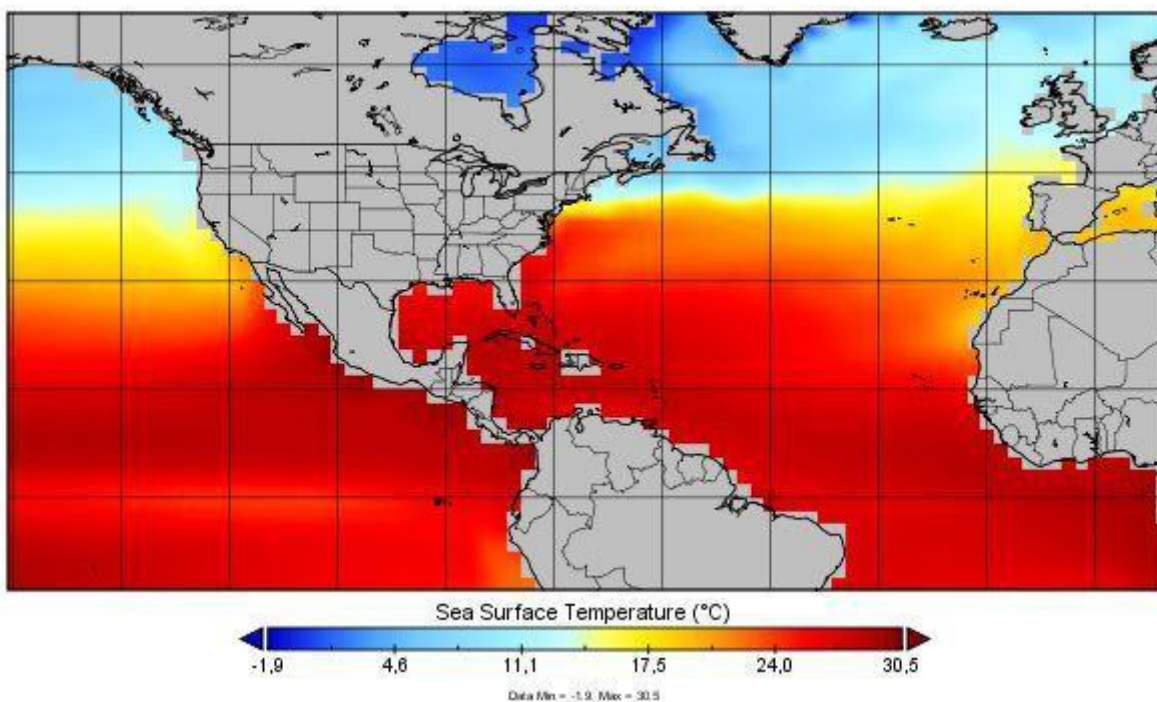 Sea Surface Temperature (°C)
-1,9 4,6 11,1 17,5 24,0 30,5
Data Min = -1.9, Max = 30.5